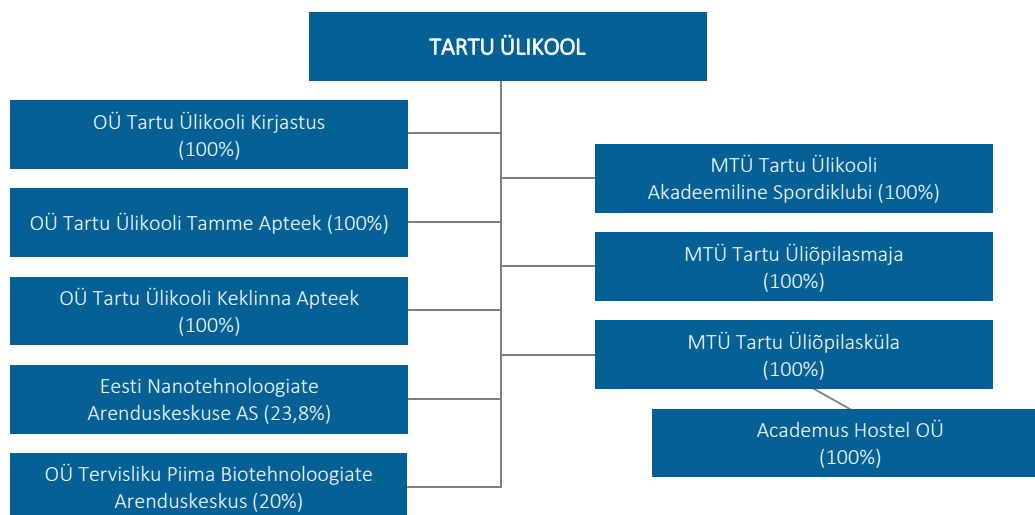 TARTU ÜLIKOOL
OÜ Tartu Ülikooli Kirjastus
(100%)
OÜ Tartu Ülikooli Tamme Apteek (100%)
OÜ Tartu Ülikooli Keklinna Apteek
(100%)
Eesti Nanotehnoloogiate
Arenduskeskuse AS (23,8%)
OÜ Tervisliku Piima Biotehnoloogiate
Arenduskeskus (20%)
MTÜ Tartu Ülikooli
Akadeemiline Spordiklubi (100%)
MTÜ Tartu Üliõpilasmaja
(100%)
MTÜ Tartu Üliõpilasküla
(100%)
Academus Hostel OÜ
(100%)